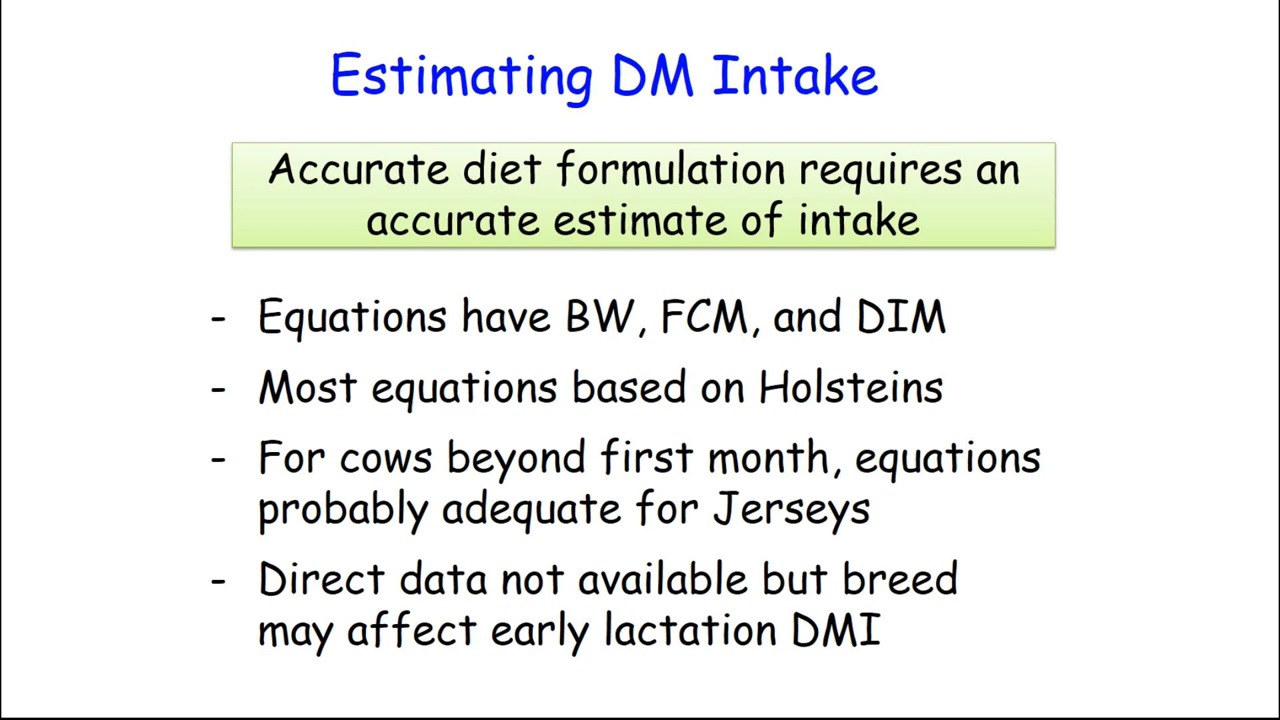 Estimating DM Intake
Accurate diet formulation requires an
accurate estimate of intake
- Equations have BW, FCM, and DIM
- Most equations based on Holsteins
- For cows beyond first month, equations
probably adequate for Jerseys
- Direct data not available but breed
may affect early lactation DMI